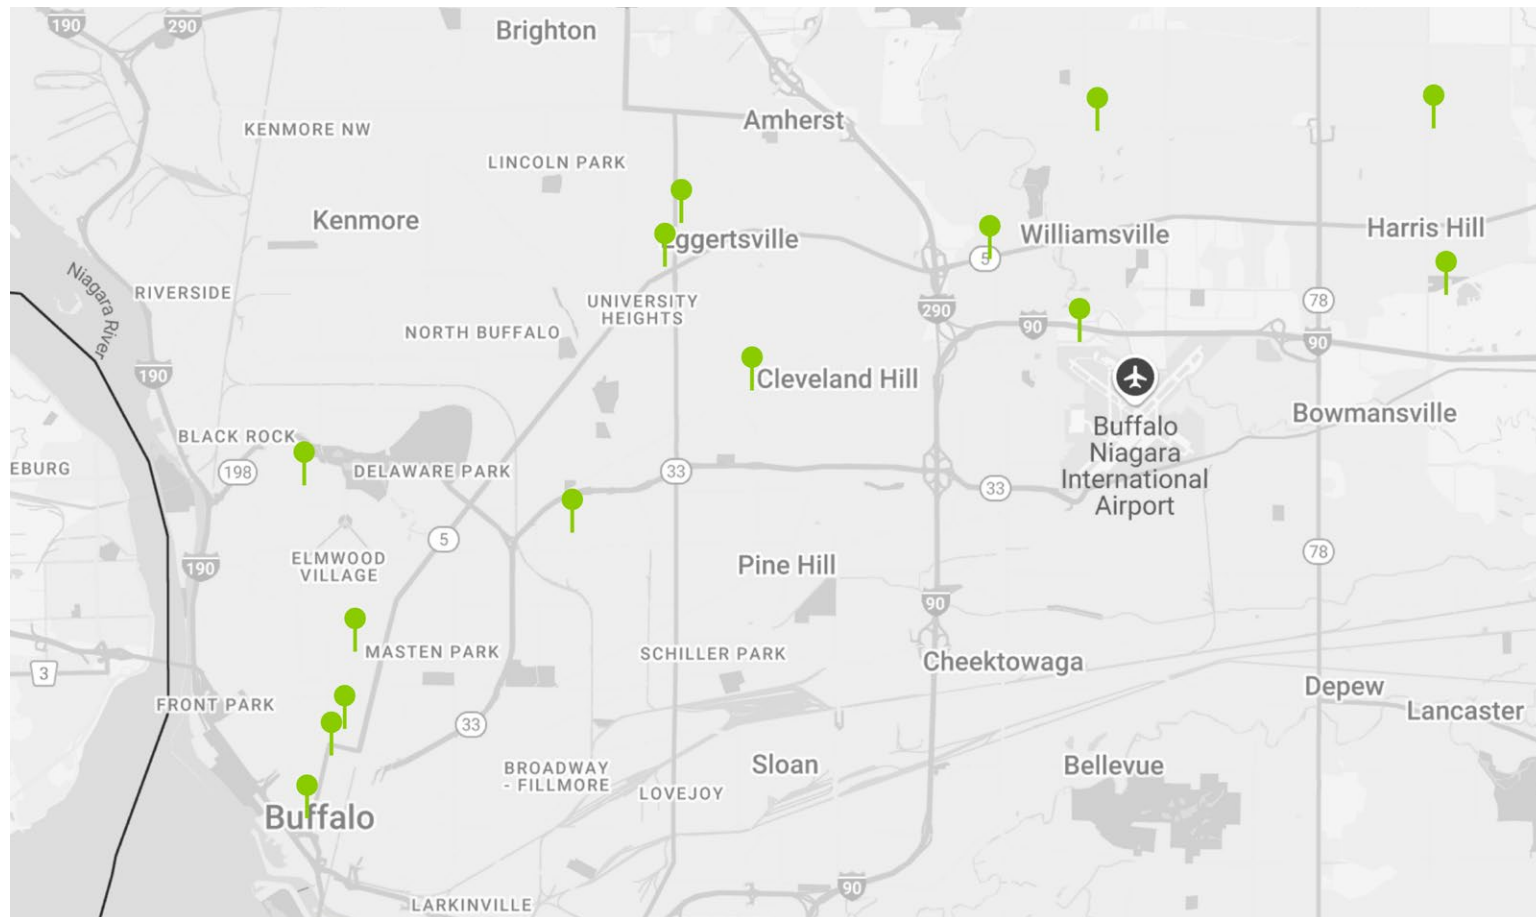 190
290
Brighton
KENMORE NW
Amherst
LINCOLN PARK
Kenmore
Eggertsville
5
Williamsville
Harris Hill
Niagara River
RIVERSIDE
UNIVERSITY
HEIGHTS
NORTH BUFFALO
290
90
78
90
190
Cleveland Hill
Buffalo
Niagara
International
Airport
Bowmansville
BLACK ROCK
EBURG
198
DELAWARE PARK
33
33
5
ELMWOOD
VILLAGE
190
Pine Hill
78
90
MASTEN PARK
SCHILLER PARK
Cheektowaga
3
FRONT PARK
33
Depew
Lancaster
BROADWAY
- FILLMORE
Sloan
LOVEJOY
Bellevue
Buffalo
90
LARKINVILLE